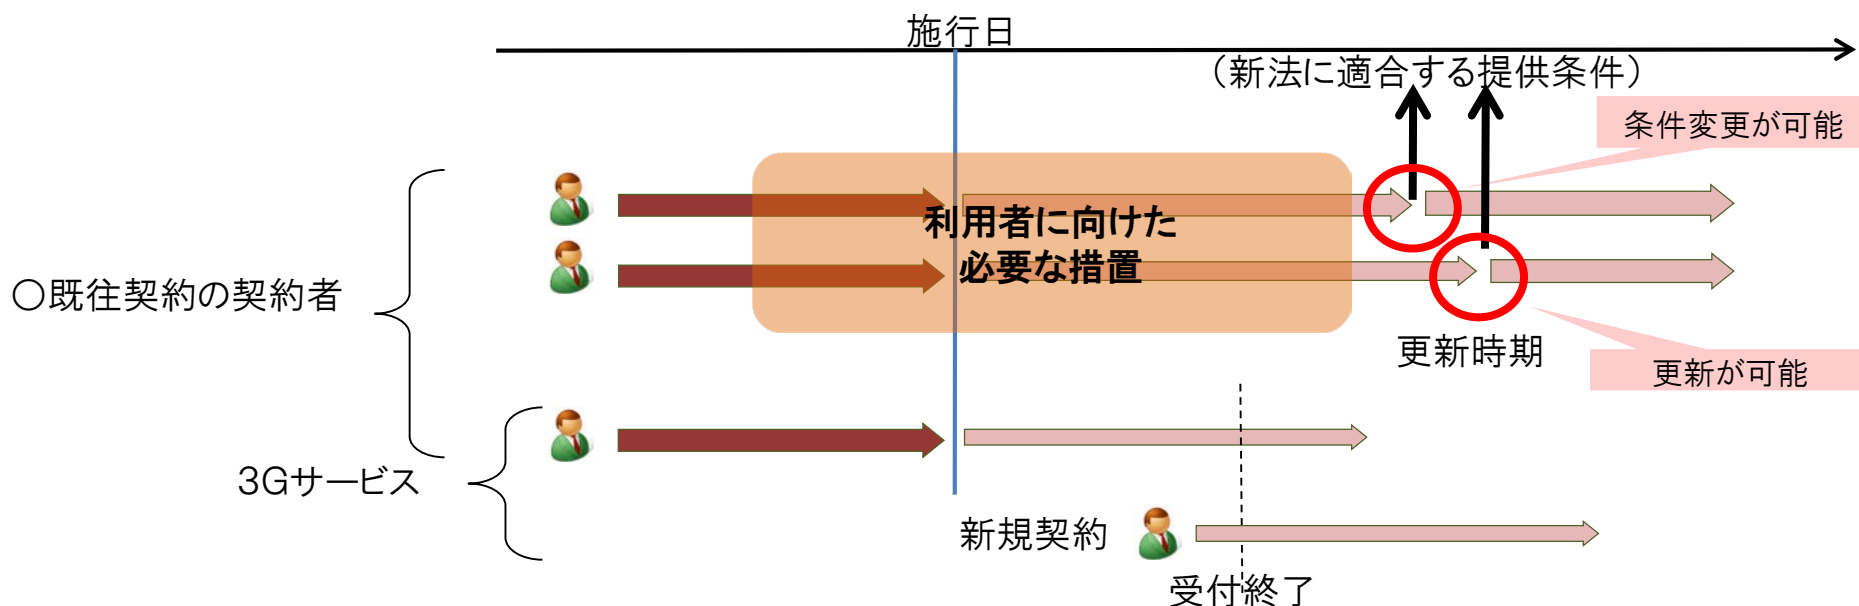 施行日
（新法に適合する提供条件）
条件変更が可能
利用者に向けた
必要な措置
〇既往契約の契約者
更新時期
更新が可能
3Gサービス
新規契約
受付終了